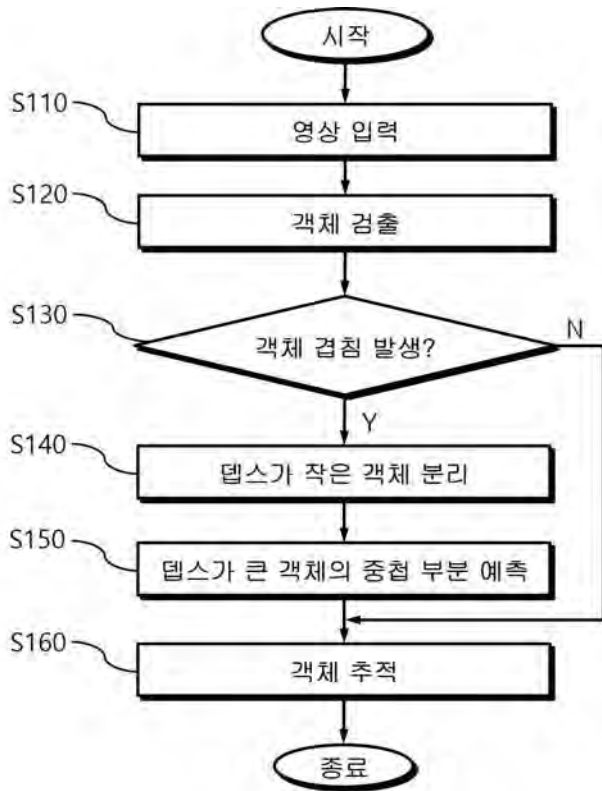 시작
S110
영상 입력
S120
객체 검출
S130
객체 겹침 발생?
N
Y
S140
뎁스가 작은 객체 분리
S150
뎁스가 큰 객체의 중첩 부분 예측
S160
객체 추적
종료